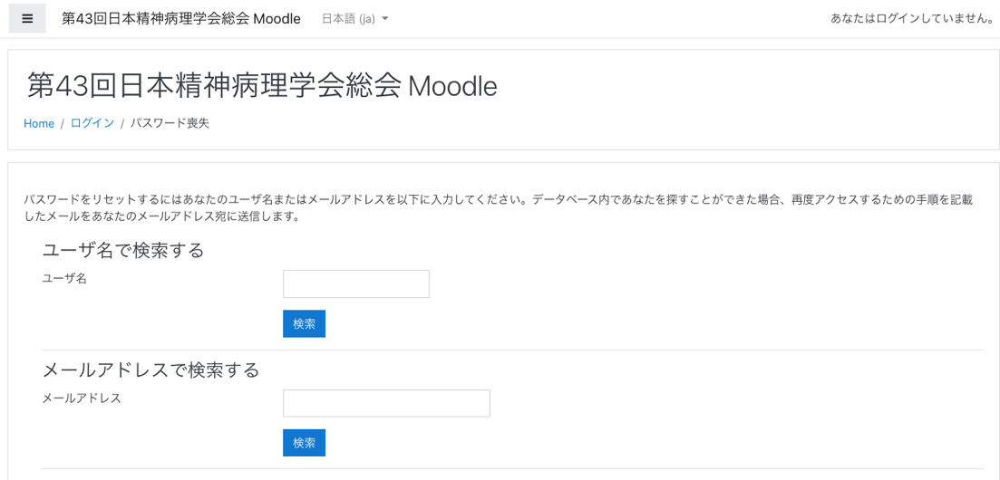 第43回日本精神病理学会総会 Moodle 日本語 (ja) あなたはログインしていません。
第43回日本精神病理学会総会 Moodle
Home / ログイン / パスワード喪失
パスワードをリセットするにはあなたのユーザ名またはメールアドレスを以下に入力してください。データベース内であなたを探すことができた場合、再度アクセスするための手順を記載
したメールをあなたのメールアドレス宛に送信します。
ユーザ名で検索する
ユーザ名
検索
メールアドレスで検索する
メールアドレス
検索